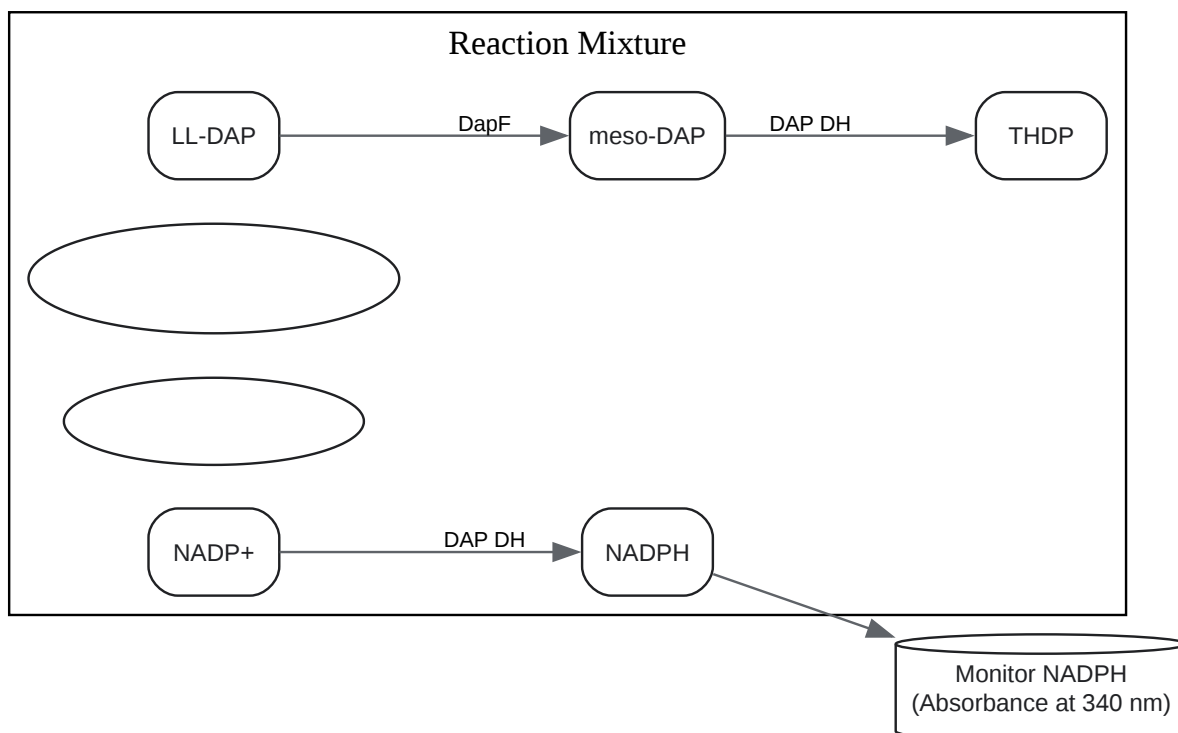 Reaction Mixture
LL-DAP
DapF
meso-DAP
DAP DH
THDP
NADP+
DAP DH
NADPH
Monitor NADPH
(Absorbance at 340 nm)